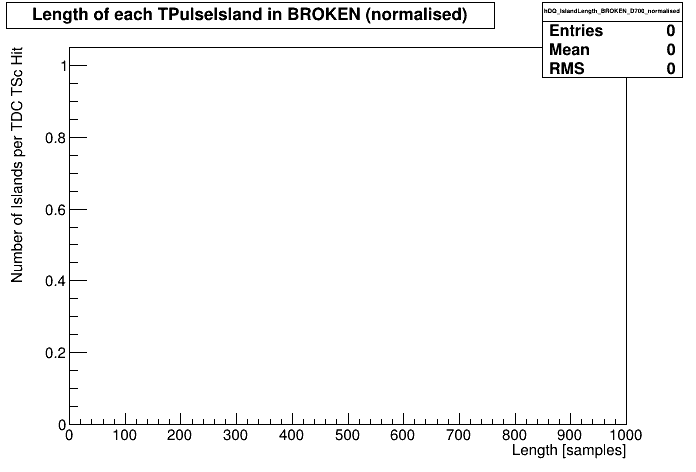 Length of each TPulseIsland in BROKEN (normalised)
hDQ_IslandLength_BROKEN_D700_normalised
Entries 0
Mean 0
RMS 0
Number of Islands per TDC TSc Hit
1
0.8
0.6
0.4
0.2
0
0 100 200 300 400 500 600 700 800 900 1000
Length [samples]